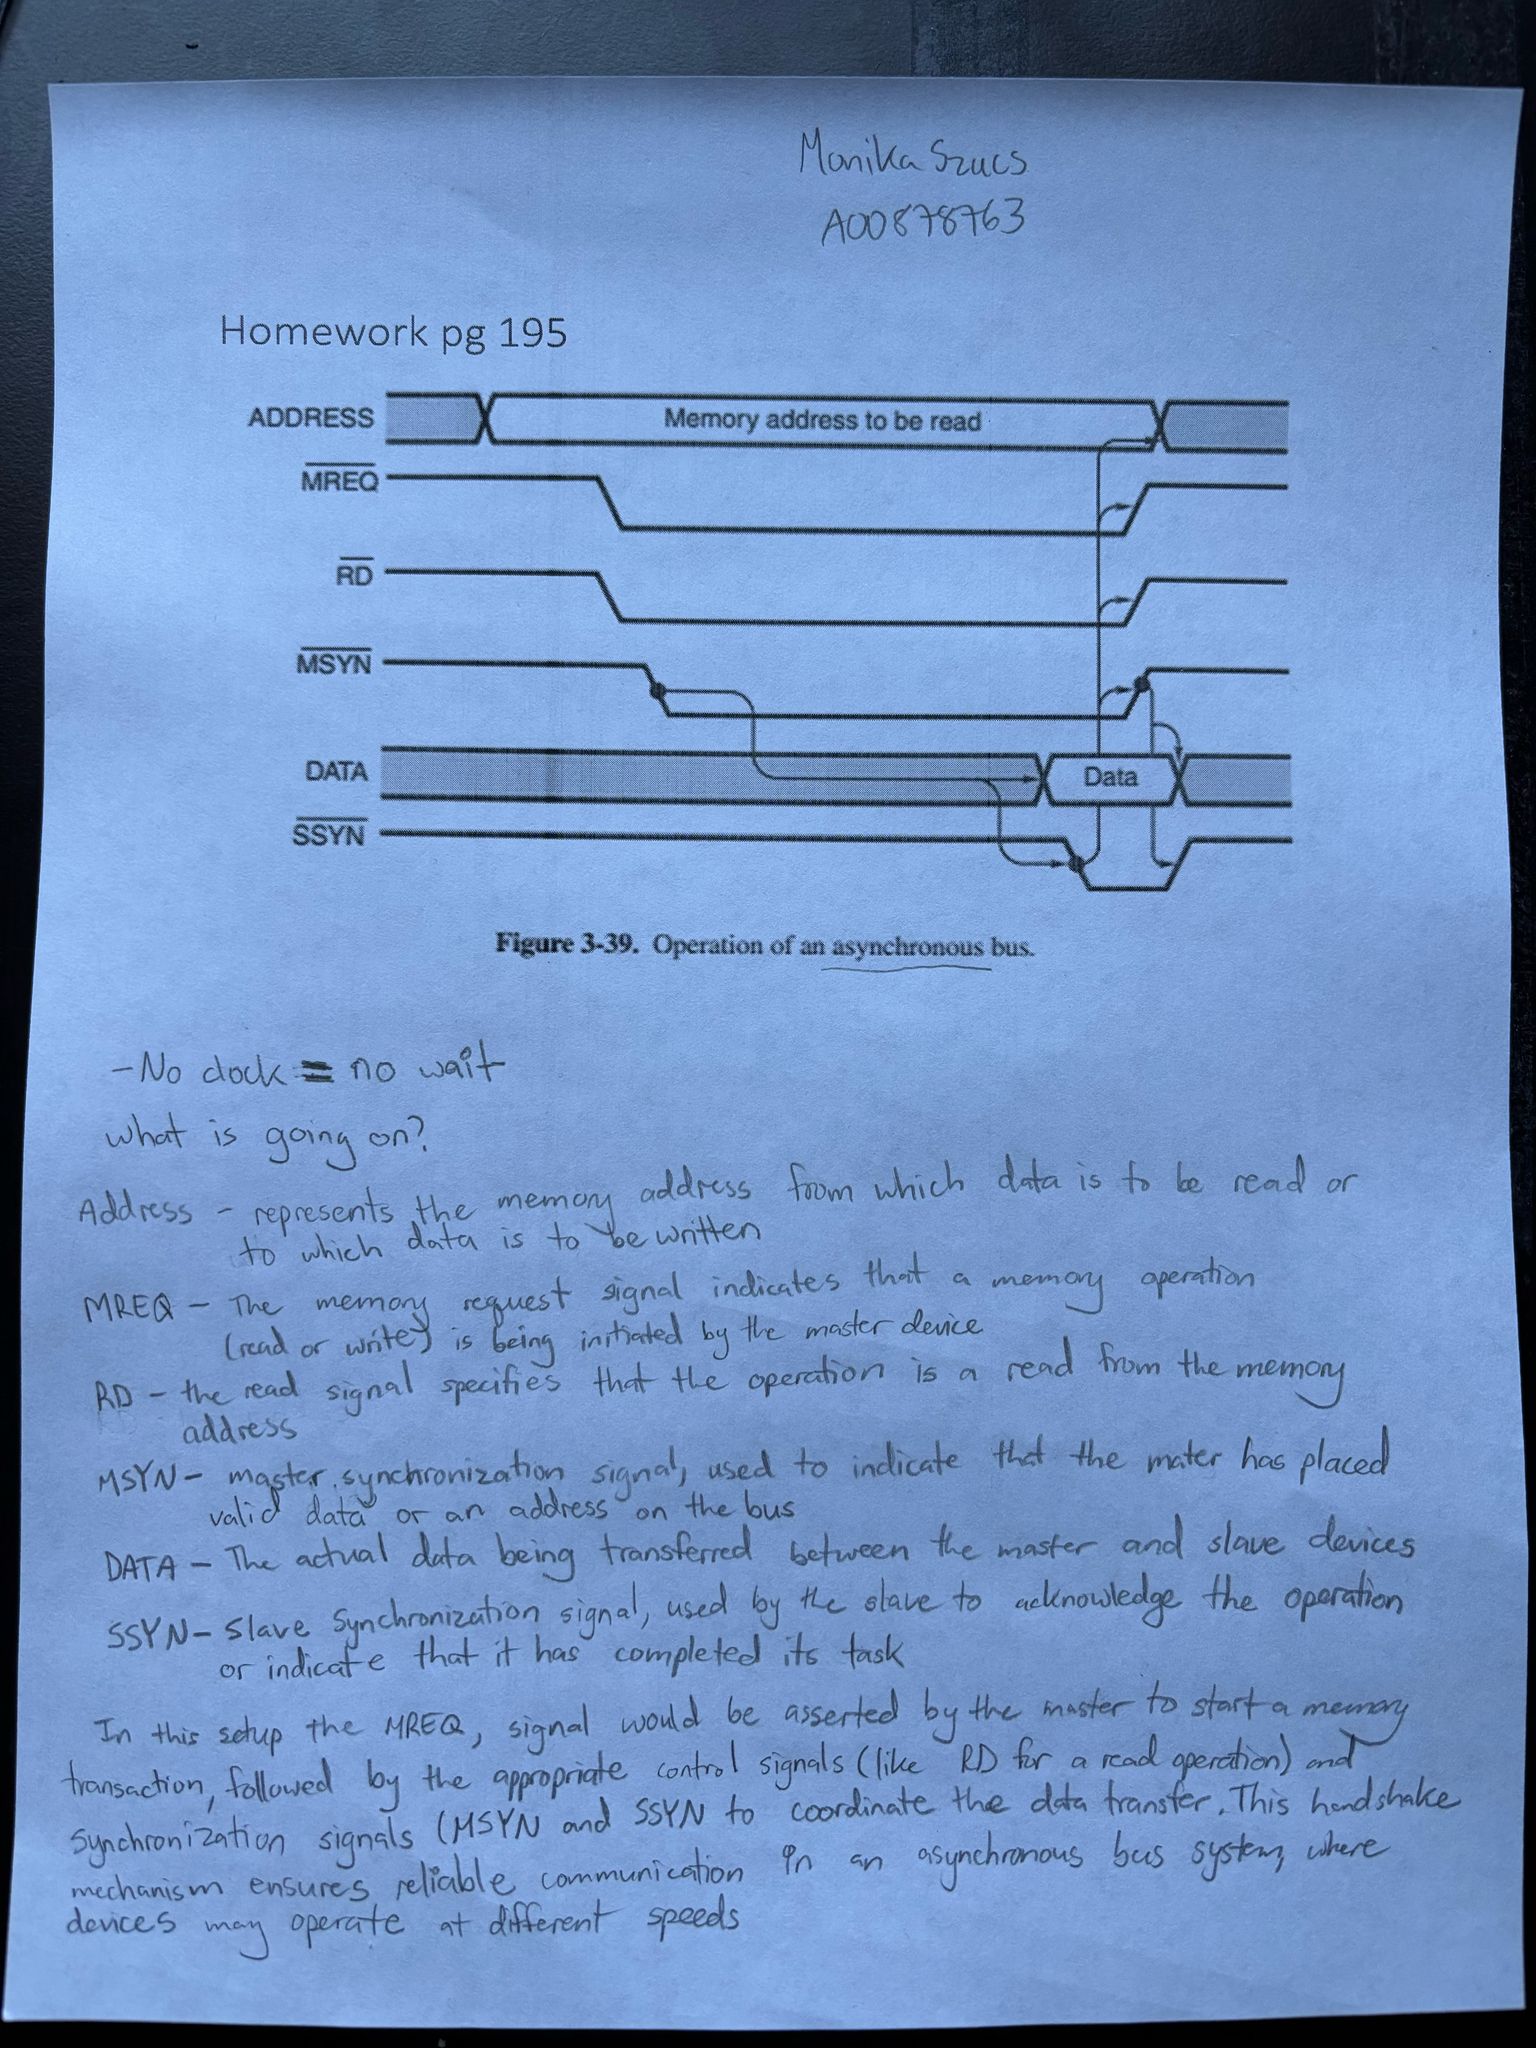 Monika Szucs
A00878763
Homework pg 195
ADDRESS
Memory address to be read
MREQ
RD
MSYN
DATA
Data
SSYN
Figure 3-39. Operation of an asynchronous bus.
- No clock = no wait
what is going on?
Address - represents the memory address from which data is to be read or
to which data is to be written
MREQ - The memory request signal indicates that a memory operation
(read or write) is being initiated by the master device
RD - the read signal specifies that the operation is a read from the memory
address
MSYN - master synchronization signal, used to indicate that the mater has placed
valid data or an address on the bus
DATA - The actual data being transferred between the master and slave devices
SSYN - Slave Synchronization signal, used by the slave to acknowledge the operation
or indicate that it has completed its task
In this setup the MREQ, signal would be asserted by the master to start a memory
transaction, followed by the appropriate control signals (like RD for a read operation) and
synchronization signals (MSYN and SSYN to coordinate the data transfer. This handshake
mechanism ensures reliable communication in an asynchronous bus system, where
devices may operate at different speeds